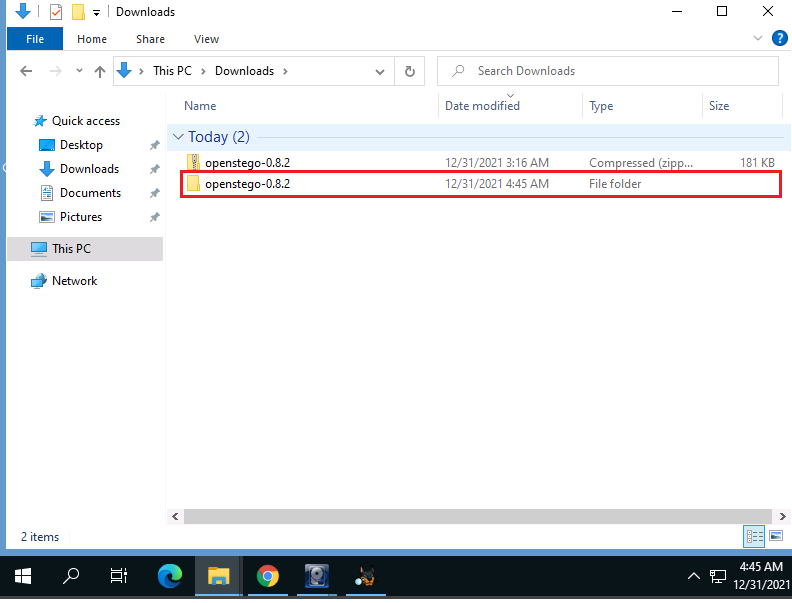 Downloads
File Home Share View
This PC Downloads
Search Downloads
Name Date modified Type Size
Quick access
Desktop
Downloads
Documents
Pictures
This PC
Network
Today (2)
openstego-0.8.2 12/31/2021 3:16 AM Compressed (zipp... 181 KB
openstego-0.8.2 12/31/2021 4:45 AM File folder
2 items
4:45 AM
12/31/2021